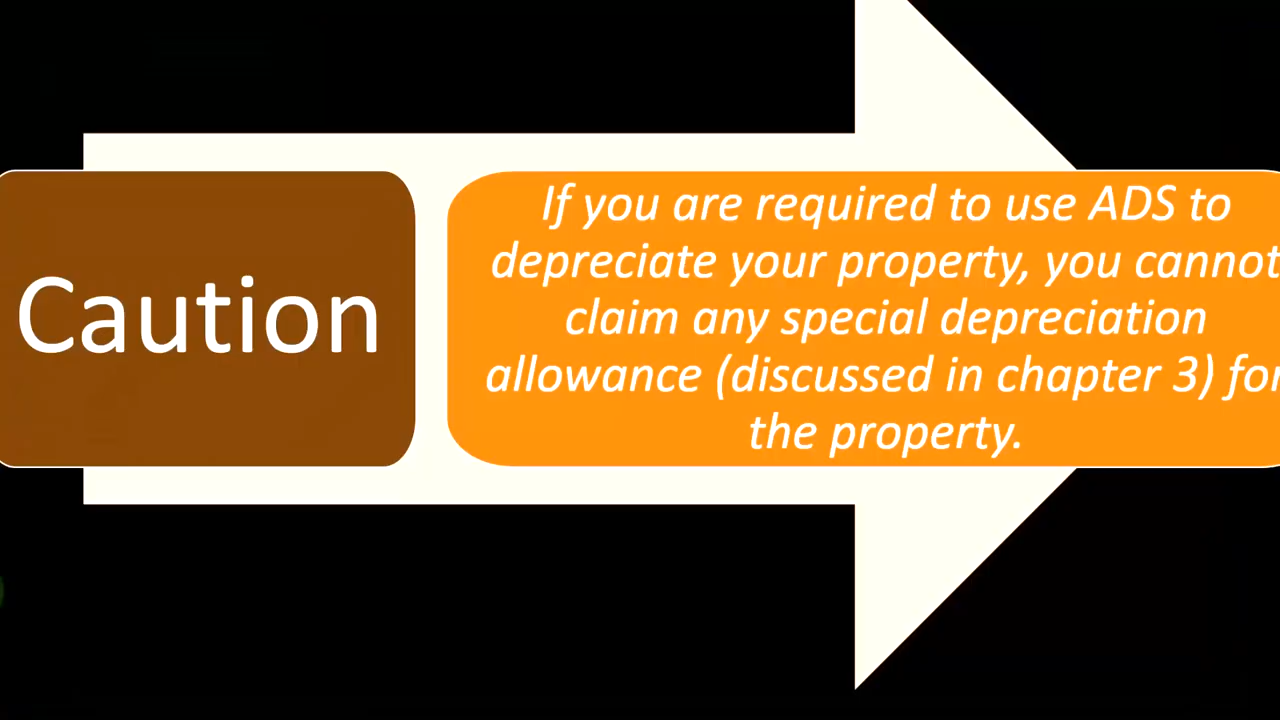 Caution
If you are required to use ADS to
depreciate your property, you cannot
claim any special depreciation
allowance (discussed in chapter 3) for
the property.